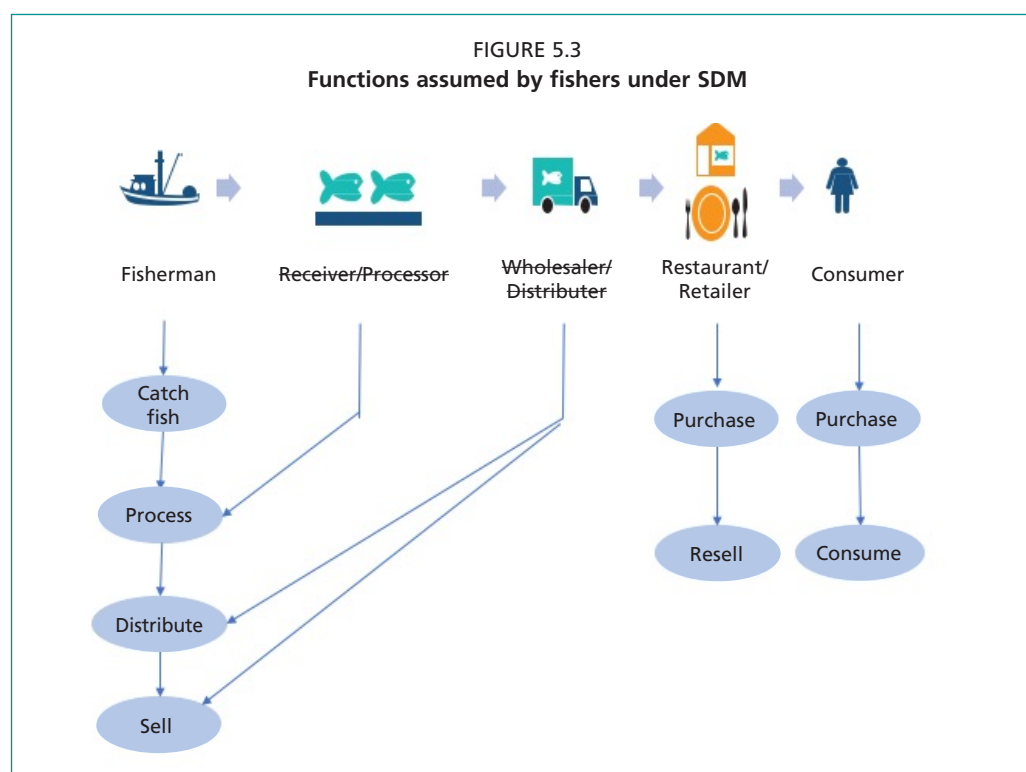 FIGURE 5.3
Functions assumed by fishers under SDM
Fisherman
Receiver/Processor
Wholesaler/
Distributer
Restaurant/
Retailer
Consumer
Catch
fish
Purchase
Purchase
Process
Resell
Consume
Distribute
Sell